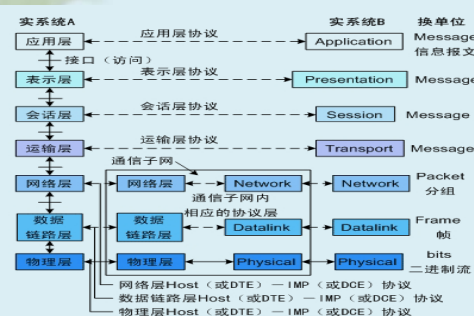 实系统A 实系统B 换单位
应用层 应用层协议 Application Message
信息报文
接口（访问）
表示层 表示层协议 Presentation Message
会话层 会话层协议 Session Message
运输层 运输层协议 Transport Message
通信子网
网络层 网络层 Network Network Packet
分组
通信子网内
相应的协议层
数据
链路层 数据
链路层 Datalink Datalink Frame
帧
物理层 物理层 Physical Physical bits
二进制流
网络层Host（或DTE）－IMP（或DCE）协议
数据链路层Host（或DTE）－IMP（或DCE）协议
物理层Host（或DTE）－IMP（或DCE）协议